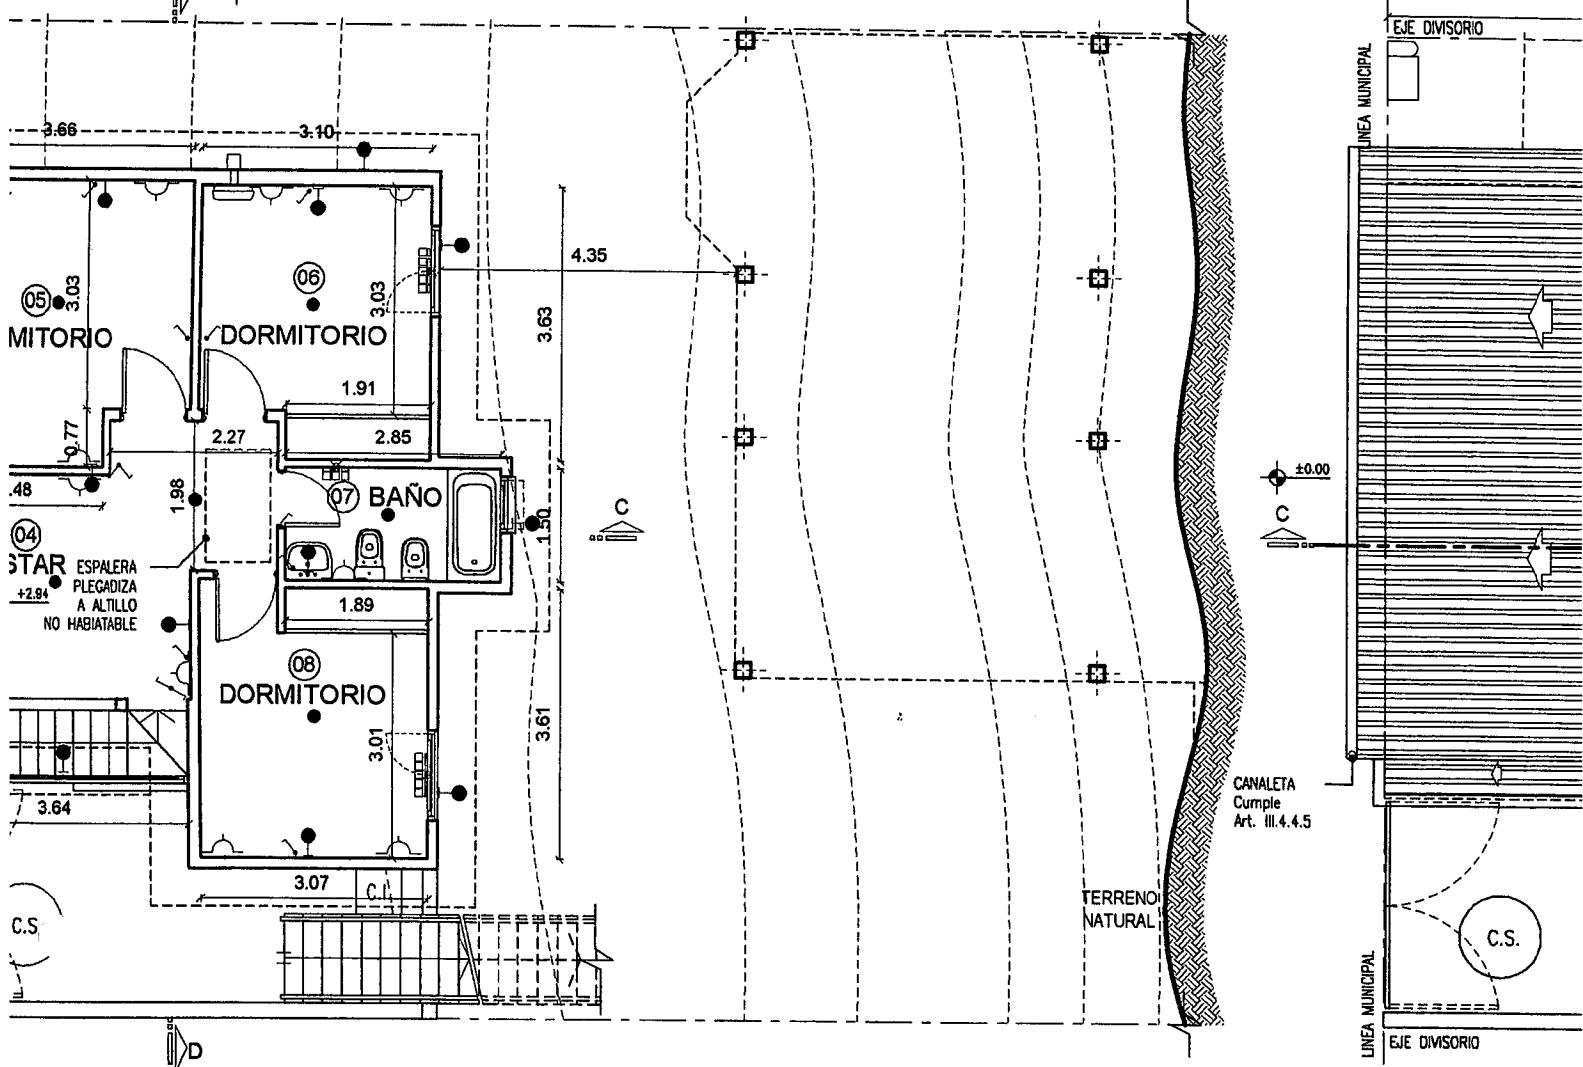 EJE DIVISORIO
LINEA MUNICIPAL
3.66
3.10
4.35
06
3.03
05
3.03
3.63
MITORIO
DORMITORIO
1.91
0.77
2.27
2.85
±0.00
.48
1.98
07 BAÑO
C
C
1.50
04
STAR
+2.94
ESPALERA
PLEGADIZA
A ALTILLO
NO HABIATABLE
1.89
08
DORMITORIO
3.01
3.61
3.64
CANALETA
Cumple
Art. III.4.4.5
3.07
C.I.
TERRENO
NATURAL
C.S
C.S.
LINEA MUNICIPAL
EJE DIVISORIO
D